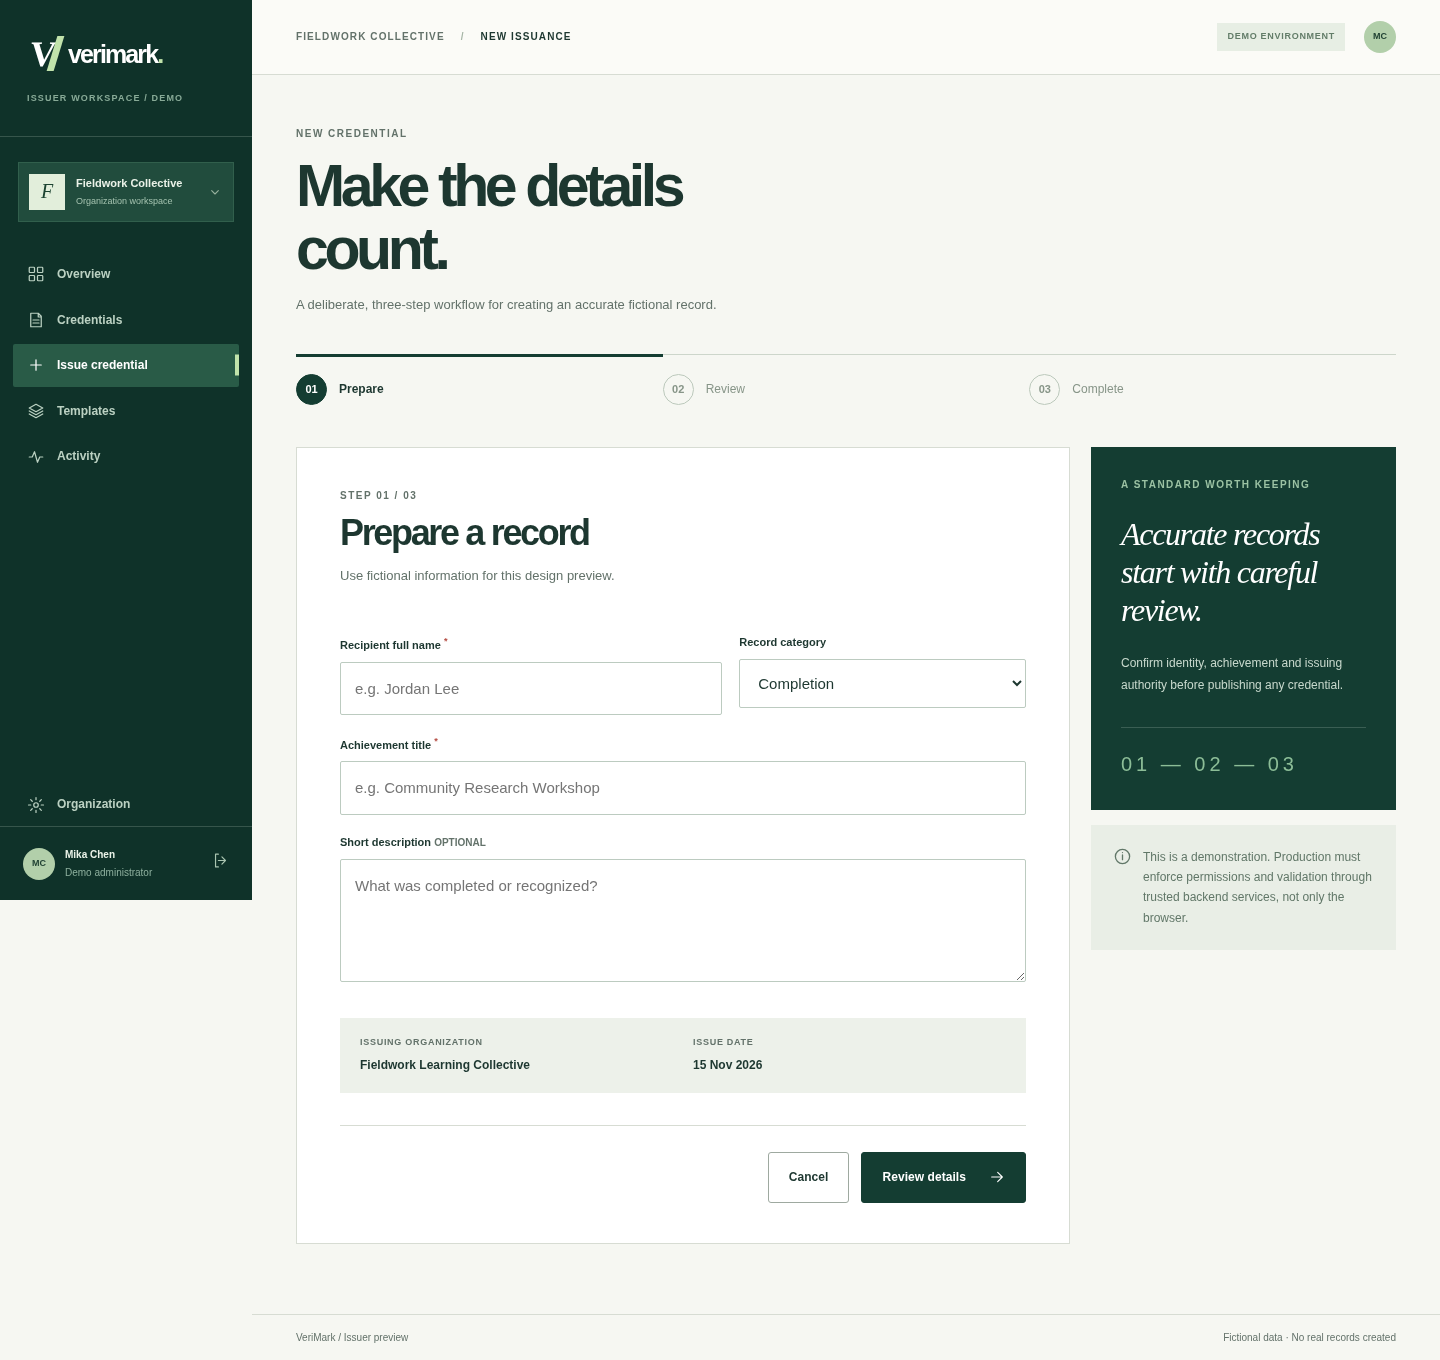 V/ verimark.
ISSUER WORKSPACE / DEMO
F
Fieldwork Collective
Organization workspace
Overview
Credentials
Issue credential
Templates
Activity
Organization
MC
Mika Chen
Demo administrator
FIELDWORK COLLECTIVE / NEW ISSUANCE
DEMO ENVIRONMENT
MC
NEW CREDENTIAL
Make the details
count.
A deliberate, three-step workflow for creating an accurate fictional record.
01 Prepare
02 Review
03 Complete
STEP 01 / 03
Prepare a record
Use fictional information for this design preview.
Recipient full name *
e.g. Jordan Lee
Record category
Completion
Achievement title *
e.g. Community Research Workshop
Short description OPTIONAL
What was completed or recognized?
ISSUING ORGANIZATION
Fieldwork Learning Collective
ISSUE DATE
15 Nov 2026
Cancel
Review details
A STANDARD WORTH KEEPING
Accurate records
start with careful
review.
Confirm identity, achievement and issuing
authority before publishing any credential.
01 — 02 — 03
This is a demonstration. Production must
enforce permissions and validation through
trusted backend services, not only the
browser.
VeriMark / Issuer preview
Fictional data · No real records created